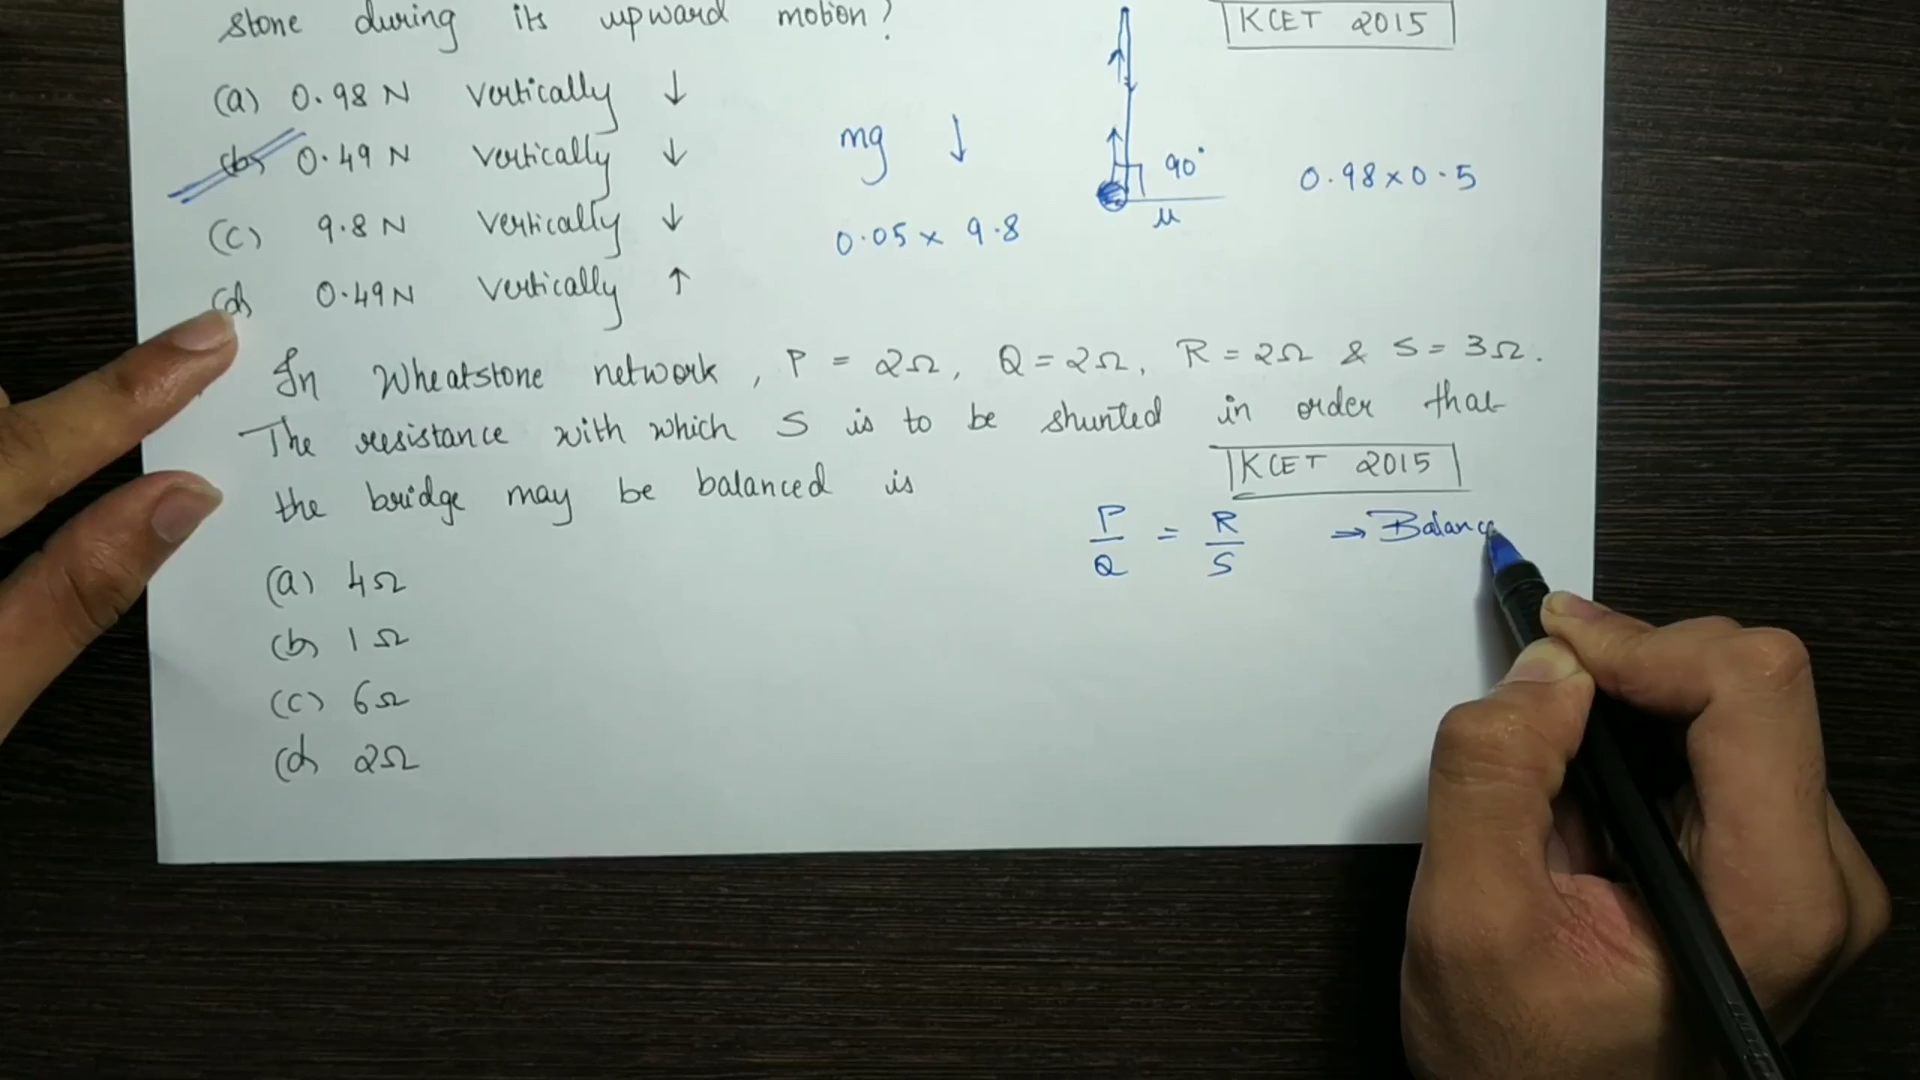 stone during its upward motion?
KCET 2015
(a) 0.98 N vertically ↓
(b) 0.49 N vertically ↓
(c) 9.8 N vertically ↓
(d) 0.49 N vertically ↑
mg ↓
0.05 × 9.8
90°
u
0.98 × 0.5
In Wheatstone network, P = 2Ω, Q = 2Ω, R = 2Ω & S = 3Ω.
The resistance with which S is to be shunted in order that
the bridge may be balanced is
KCET 2015
P/Q = R/S → Balance
(a) 4Ω
(b) 1Ω
(c) 6Ω
(d) 2Ω